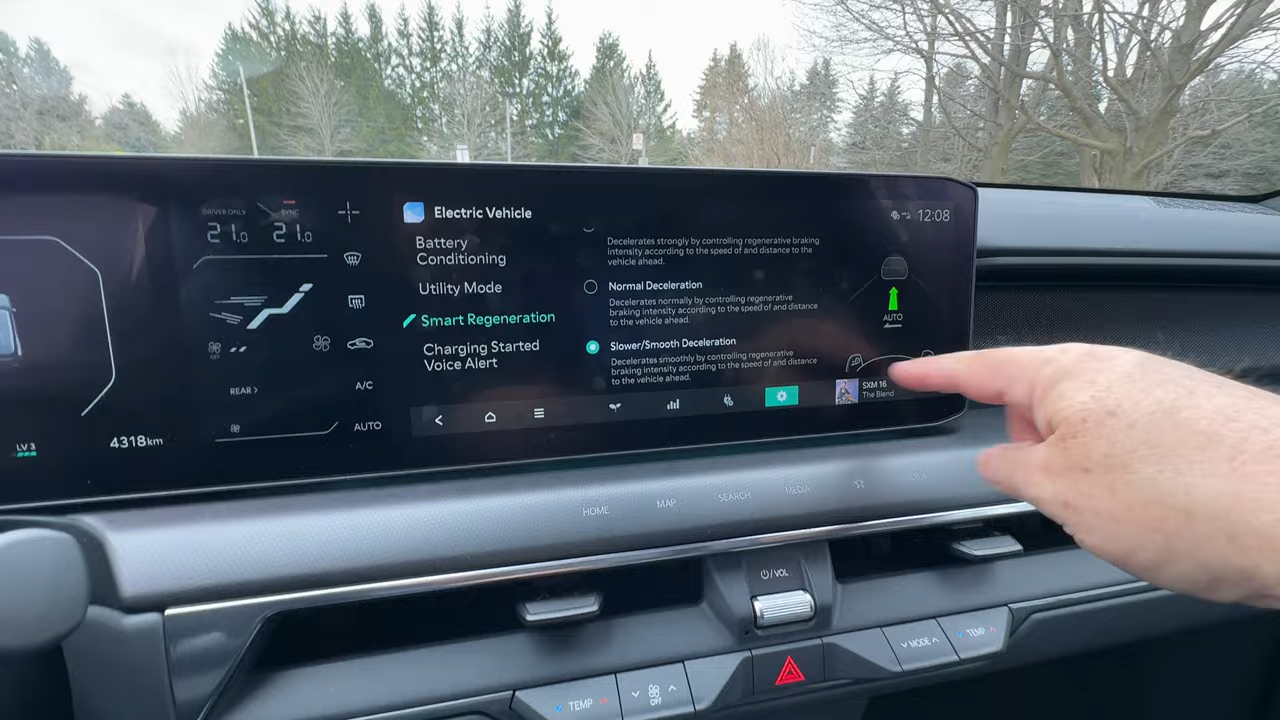 DRIVER ONLY
SYNC
21.0
21.0
OFF
REAR >
A/C
AUTO
LV 3
4318km
Electric Vehicle
12:08
Battery
Conditioning
Utility Mode
Smart Regeneration
Charging Started
Voice Alert
Decelerates strongly by controlling regenerative braking
intensity according to the speed of and distance to the
vehicle ahead.
Normal Deceleration
Decelerates normally by controlling regenerative
braking intensity according to the speed of and distance
to the vehicle ahead.
Slower/Smooth Deceleration
Decelerates smoothly by controlling regenerative
braking intensity according to the speed of and distance
to the vehicle ahead.
AUTO
SXM 16
The Blend
HOME
MAP
SEARCH
MEDIA
/VOL
TEMP
OFF
MODE
TEMP